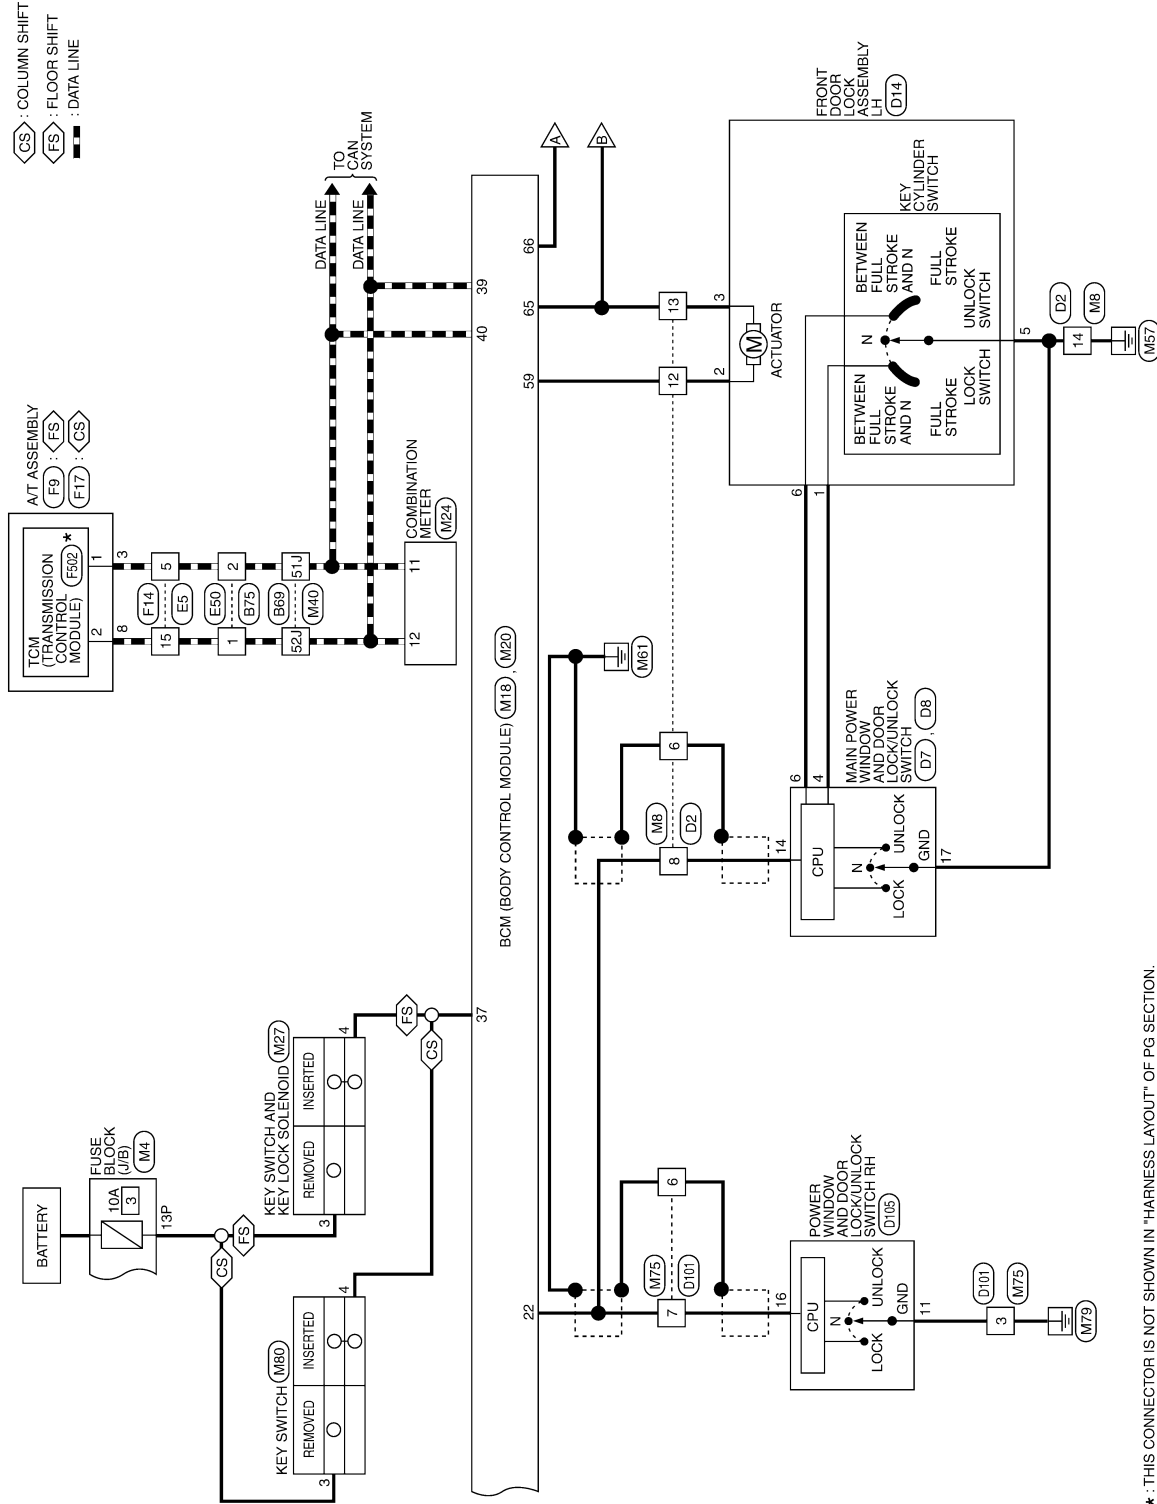 CS : COLUMN SHIFT
FS : FLOOR SHIFT
: DATA LINE
BATTERY
FUSE
BLOCK
(J/B)
M4
10A
3
13P
CS
FS
KEY SWITCH AND
KEY LOCK SOLENOID M27
REMOVED
INSERTED
3
4
FS
CS
KEY SWITCH M80
REMOVED
INSERTED
3
4
A/T ASSEMBLY
F9 : FS
F17 : CS
TCM
(TRANSMISSION
CONTROL
MODULE)
F502 *
2
1
8
3
15
F14
E5
5
1
E50
B75
2
52J
B69
M40
51J
12
11
COMBINATION
METER
M24
DATA LINE
DATA LINE
TO
CAN
SYSTEM
37
40
39
BCM (BODY CONTROL MODULE) M18 , M20
22
59
65
66
A
B
M61
M75
D101
7
6
16
M8
D2
8
6
14
12
13
2
3
POWER
WINDOW
AND DOOR
LOCK/UNLOCK
SWITCH RH
D105
CPU
N
LOCK
UNLOCK
GND
11
D101
3
M75
M79
MAIN POWER
WINDOW
AND DOOR
LOCK/UNLOCK
SWITCH
D7 , D8
6
4
CPU
N
LOCK
UNLOCK
GND
17
FRONT
DOOR
LOCK
ASSEMBLY
LH
D14
M
ACTUATOR
6
1
KEY
CYLINDER
SWITCH
BETWEEN
FULL
STROKE
AND N
FULL
STROKE
LOCK
SWITCH
N
BETWEEN
FULL
STROKE
AND N
FULL
STROKE
UNLOCK
SWITCH
5
D2
14
M8
M57
* : THIS CONNECTOR IS NOT SHOWN IN "HARNESS LAYOUT" OF PG SECTION.